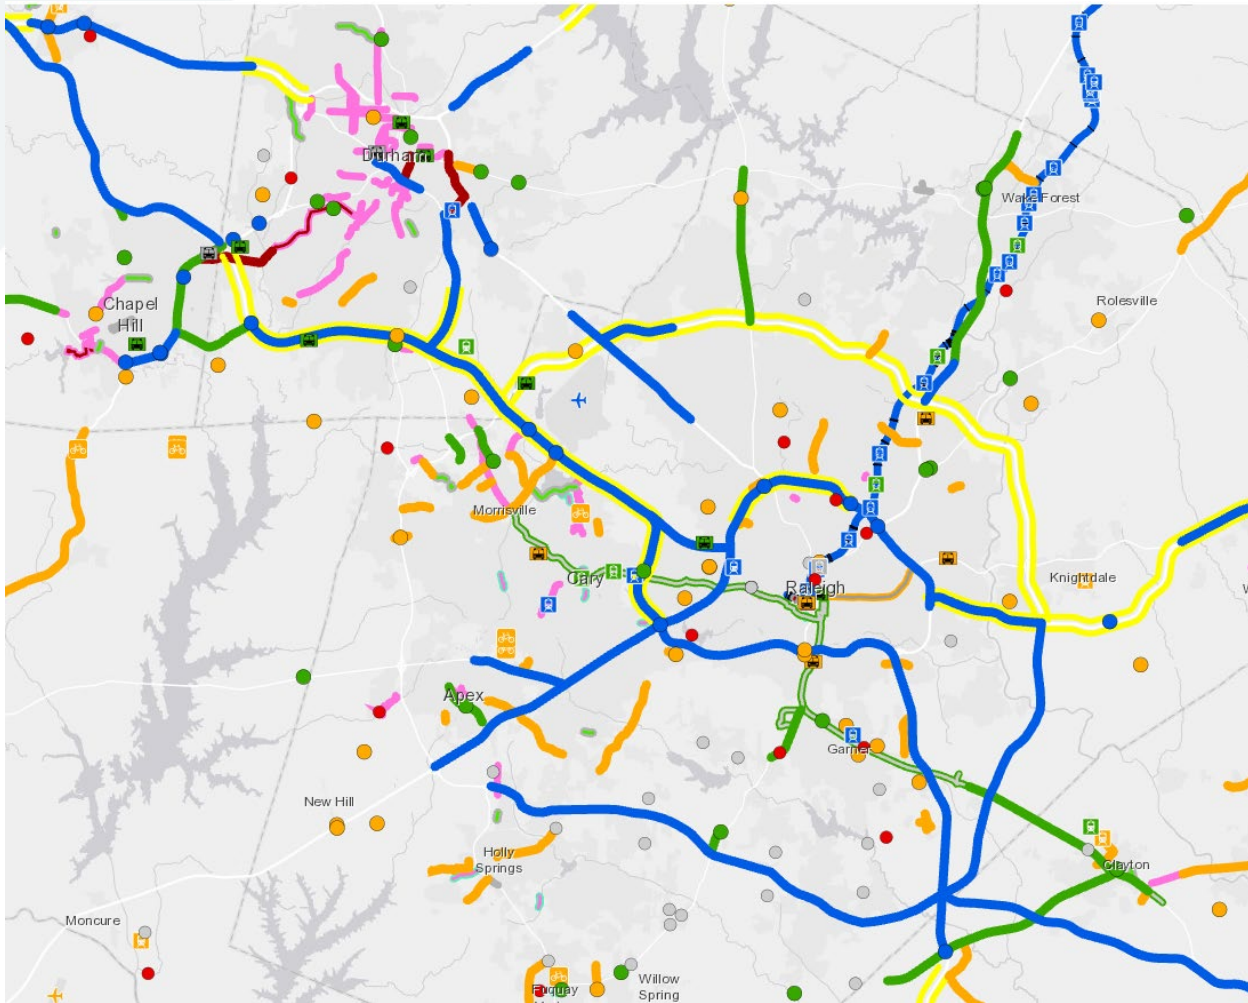 Durham
Wake Forest
Chapel
Hill
Rolesville
Morrisville
Cary
Raleigh
Knightdale
Apex
Garner
New Hill
Holly
Springs
Clayton
Moncure
Willow
Spring
Fuquay